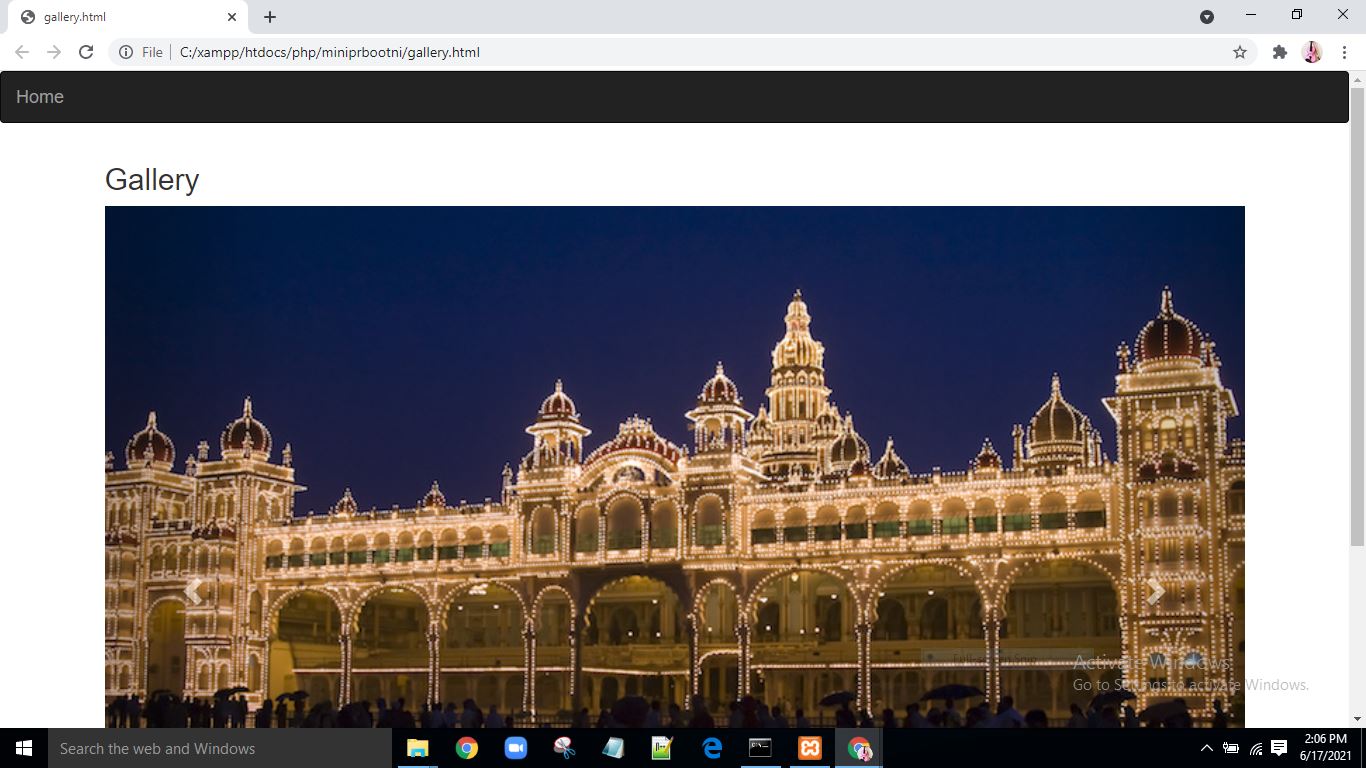 gallery.html
File C:/xampp/htdocs/php/miniprbootni/gallery.html
Home
Gallery
Activate Windows
Go to Settings to activate Windows.
Search the web and Windows
2:06 PM
6/17/2021